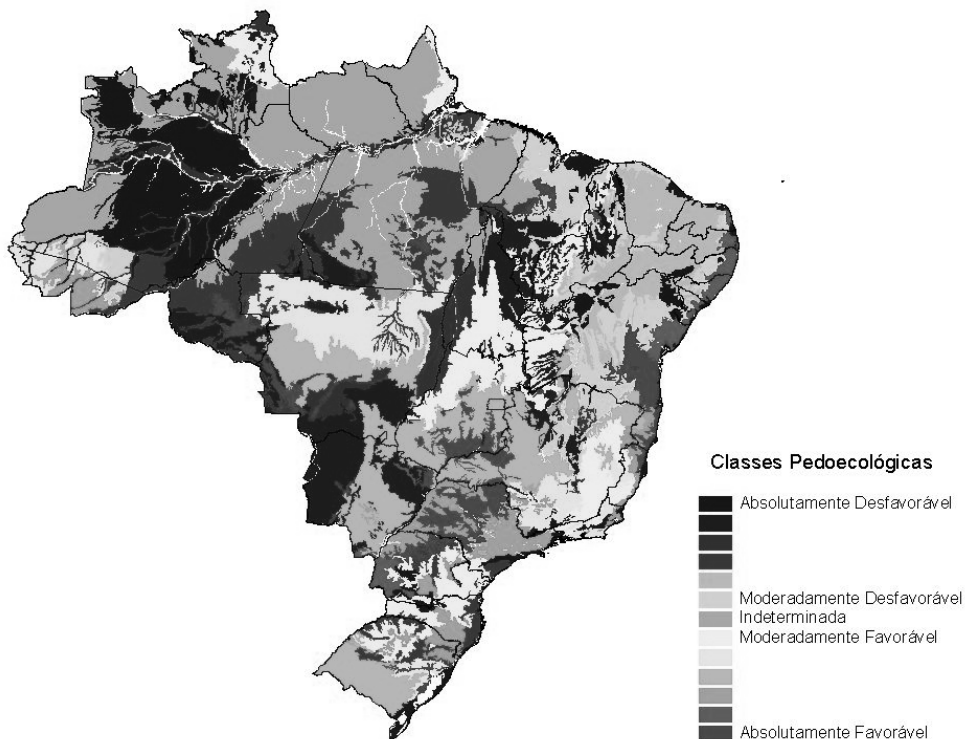 Classes Pedoecológicas
Absolutamente Desfavorável
Moderadamente Desfavorável
Indeterminada
Moderadamente Favorável
Absolutamente Favorável